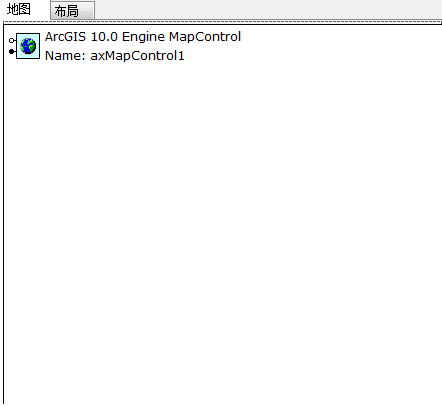 地图 布局
ArcGIS 10.0 Engine MapControl
Name: axMapControl1